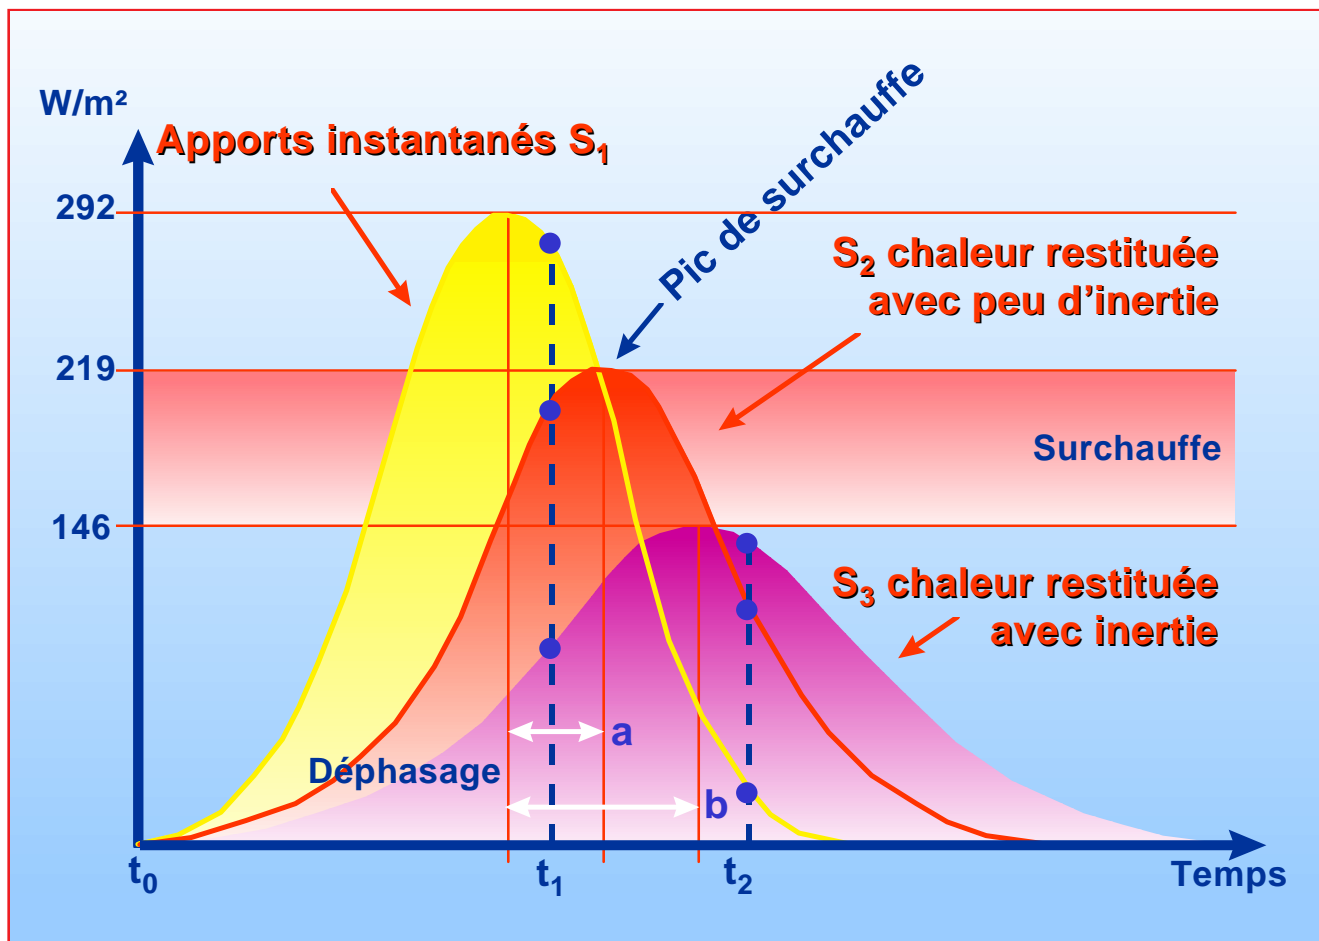 W/m²
Apports instantanés S₁
Pic de surchauffe
292
S₂ chaleur restituée
avec peu d’inertie
219
Surchauffe
146
S₃ chaleur restituée
avec inertie
a
Déphasage
b
t₀
t₁
t₂
Temps